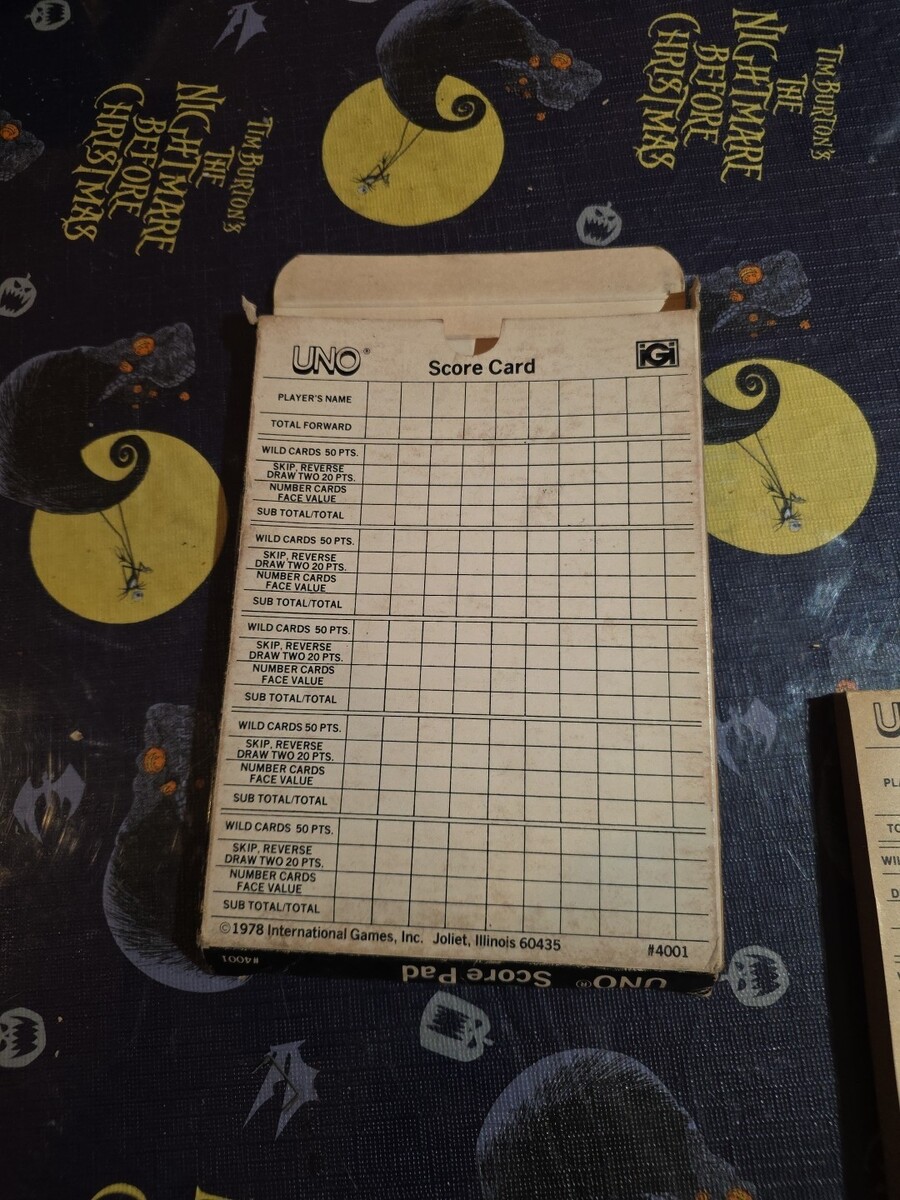 TIM BURTON'S
THE
NIGHTMARE
BEFORE
CHRISTMAS
TIM BURTON'S
THE
NIGHTMARE
BEFORE
CHRISTMAS
UNO®
Score Card
iGi
PLAYER'S NAME
TOTAL FORWARD
WILD CARDS 50 PTS.
SKIP, REVERSE
DRAW TWO 20 PTS.
NUMBER CARDS
FACE VALUE
SUB TOTAL/TOTAL
WILD CARDS 50 PTS.
SKIP, REVERSE
DRAW TWO 20 PTS.
NUMBER CARDS
FACE VALUE
SUB TOTAL/TOTAL
WILD CARDS 50 PTS.
SKIP, REVERSE
DRAW TWO 20 PTS.
NUMBER CARDS
FACE VALUE
SUB TOTAL/TOTAL
WILD CARDS 50 PTS.
SKIP, REVERSE
DRAW TWO 20 PTS.
NUMBER CARDS
FACE VALUE
SUB TOTAL/TOTAL
WILD CARDS 50 PTS.
SKIP, REVERSE
DRAW TWO 20 PTS.
NUMBER CARDS
FACE VALUE
SUB TOTAL/TOTAL
©1978 International Games, Inc. Joliet, Illinois 60435
#4001
UNO® Score Pad
#4001